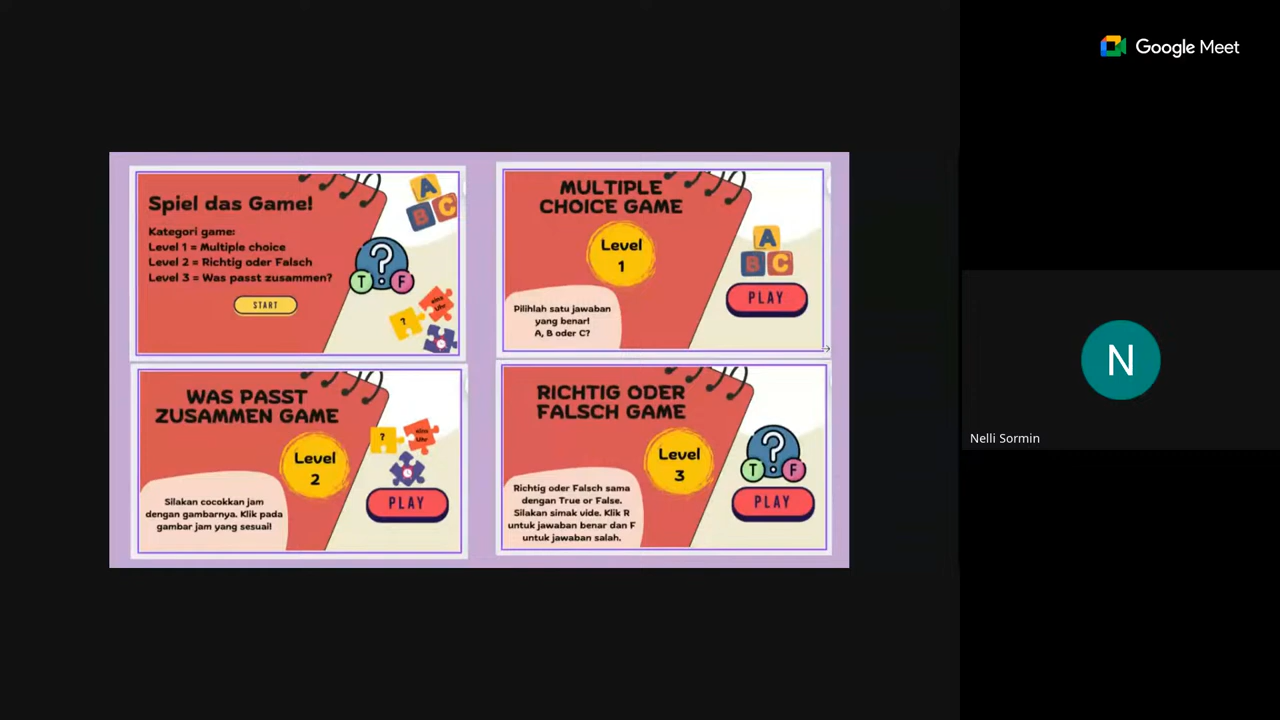 Google Meet
Spiel das Game!
Kategori game:
Level 1 = Multiple choice
Level 2 = Richtig oder Falsch
Level 3 = Was passt zusammen?
START
A
B
C
?
T
F
eins
Uhr
?
MULTIPLE
CHOICE GAME
Level
1
Pilihlah satu jawaban
yang benar!
A, B oder C?
A
B
C
PLAY
WAS PASST
ZUSAMMEN GAME
Level
2
Silakan cocokkan jam
dengan gambarnya. Klik pada
gambar jam yang sesuai!
?
eins
Uhr
PLAY
RICHTIG ODER
FALSCH GAME
Level
3
Richtig oder Falsch sama
dengan True or False.
Silakan simak vide. Klik R
untuk jawaban benar dan F
untuk jawaban salah.
?
T
F
PLAY
N
Nelli Sormin